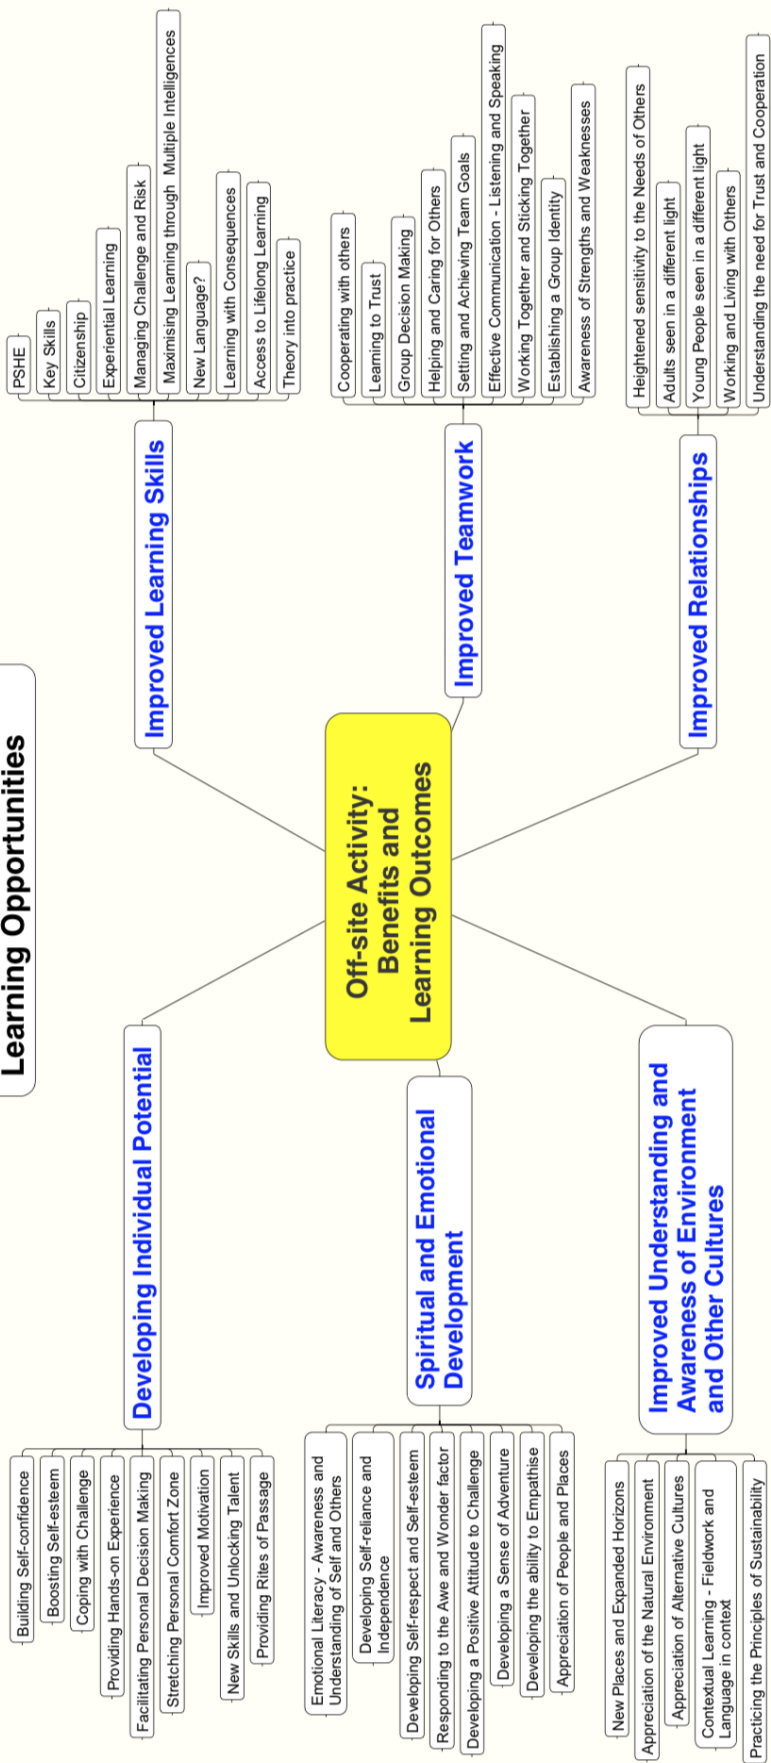 Learning Opportunities
Off-site Activity:
Benefits and
Learning Outcomes
Developing Individual Potential
Building Self-confidence
Boosting Self-esteem
Coping with Challenge
Providing Hands-on Experience
Facilitating Personal Decision Making
Stretching Personal Comfort Zone
Improved Motivation
New Skills and Unlocking Talent
Providing Rites of Passage
Spiritual and Emotional
Development
Emotional Literacy - Awareness and
Understanding of Self and Others
Developing Self-reliance and
Independence
Developing Self-respect and Self-esteem
Responding to the Awe and Wonder factor
Developing a Positive Attitude to Challenge
Developing a Sense of Adventure
Developing the ability to Empathise
Appreciation of People and Places
Improved Understanding and
Awareness of Environment
and Other Cultures
New Places and Expanded Horizons
Appreciation of the Natural Environment
Appreciation of Alternative Cultures
Contextual Learning - Fieldwork and
Language in context
Practicing the Principles of Sustainability
Improved Learning Skills
PSHE
Key Skills
Citizenship
Experiential Learning
Managing Challenge and Risk
Maximising Learning through Multiple Intelligences
New Language?
Learning with Consequences
Access to Lifelong Learning
Theory into practice
Improved Teamwork
Cooperating with others
Learning to Trust
Group Decision Making
Helping and Caring for Others
Setting and Achieving Team Goals
Effective Communication - Listening and Speaking
Working Together and Sticking Together
Establishing a Group Identity
Awareness of Strengths and Weaknesses
Improved Relationships
Heightened sensitivity to the Needs of Others
Adults seen in a different light
Young People seen in a different light
Working and Living with Others
Understanding the need for Trust and Cooperation